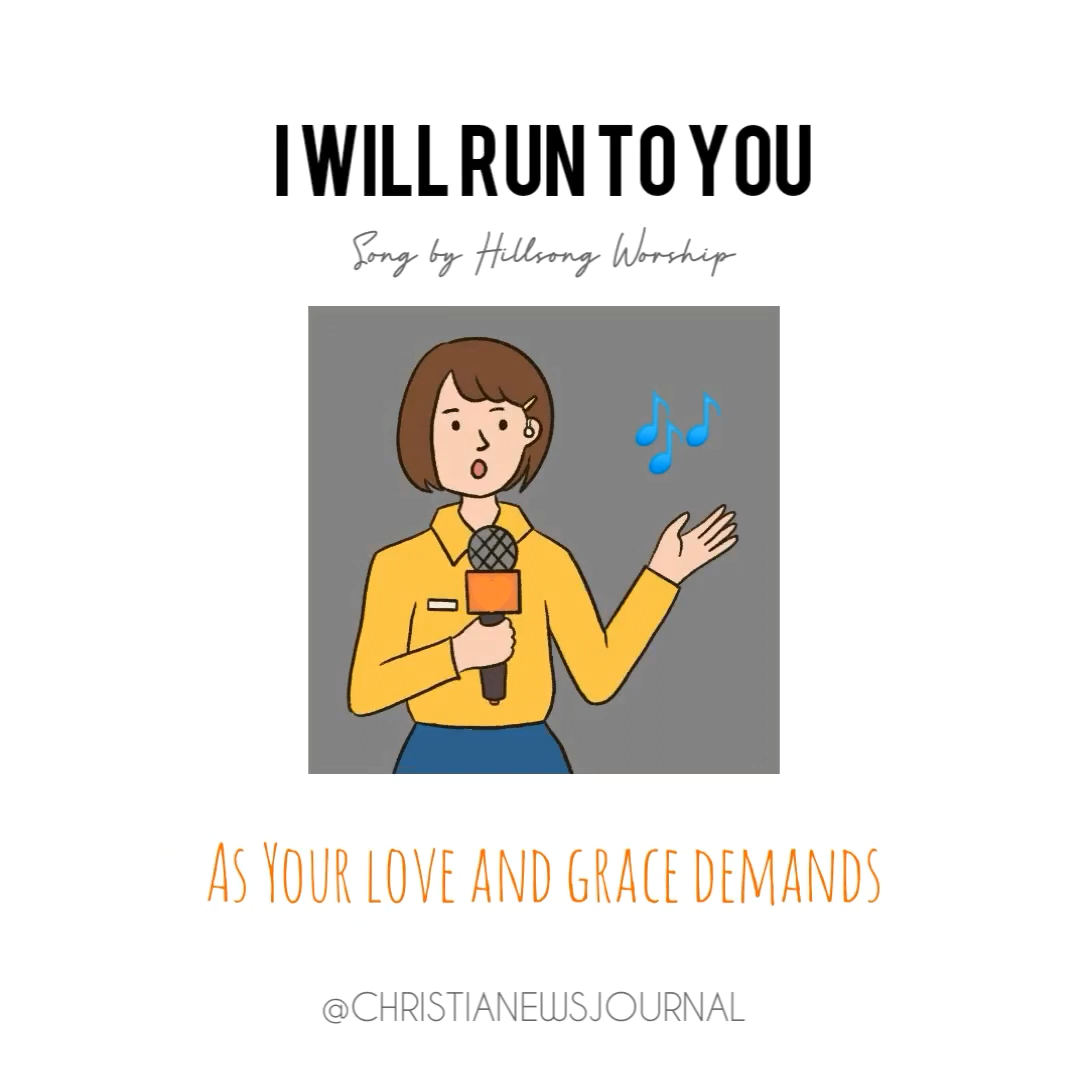 I WILL RUN TO YOU
Song by Hillsong Worship
As Your love and grace demands
@CHRISTIANEWSJOURNAL